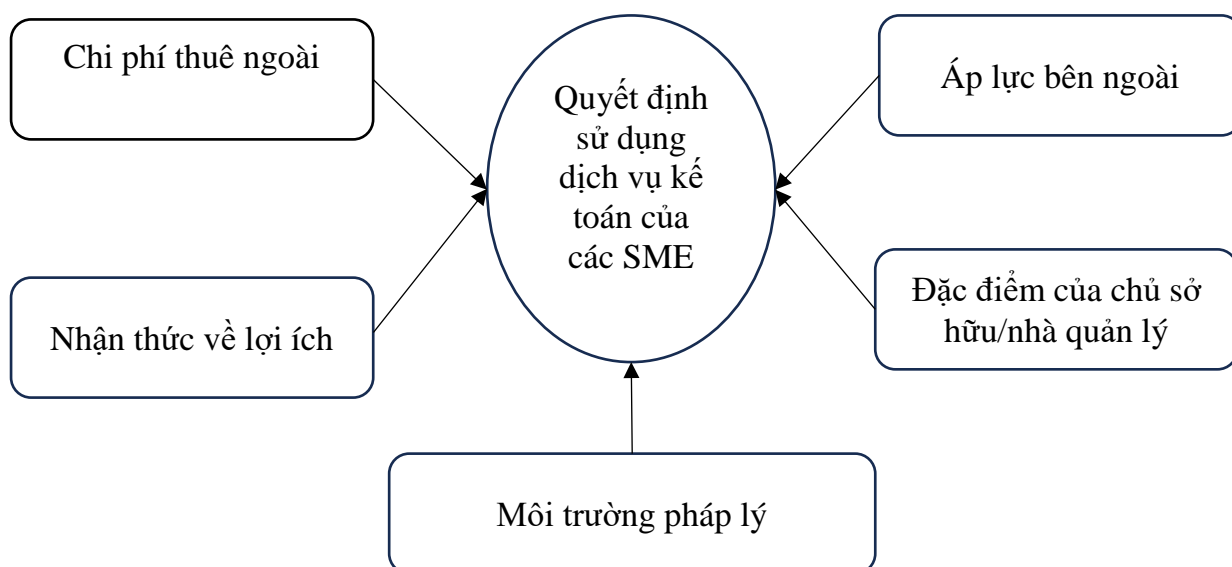 Chi phí thuê ngoài
Quyết định
sử dụng
dịch vụ kế
toán của
các SME
Áp lực bên ngoài
Nhận thức về lợi ích
Đặc điểm của chủ sở
hữu/nhà quản lý
Môi trường pháp lý